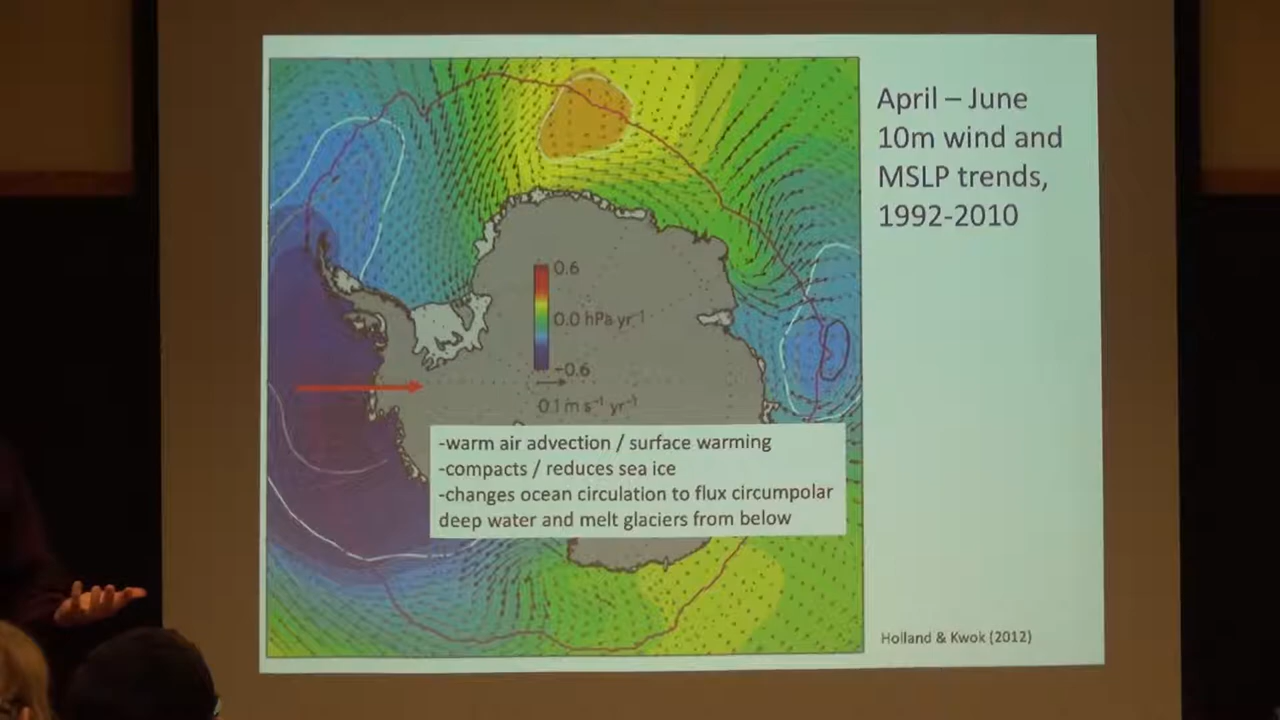 April – June
10m wind and
MSLP trends,
1992-2010
0.6
0.0 hPa yr⁻¹
−0.6
0.1 m s⁻¹ yr⁻¹
-warm air advection / surface warming
-compacts / reduces sea ice
-changes ocean circulation to flux circumpolar
deep water and melt glaciers from below
Holland & Kwok (2012)